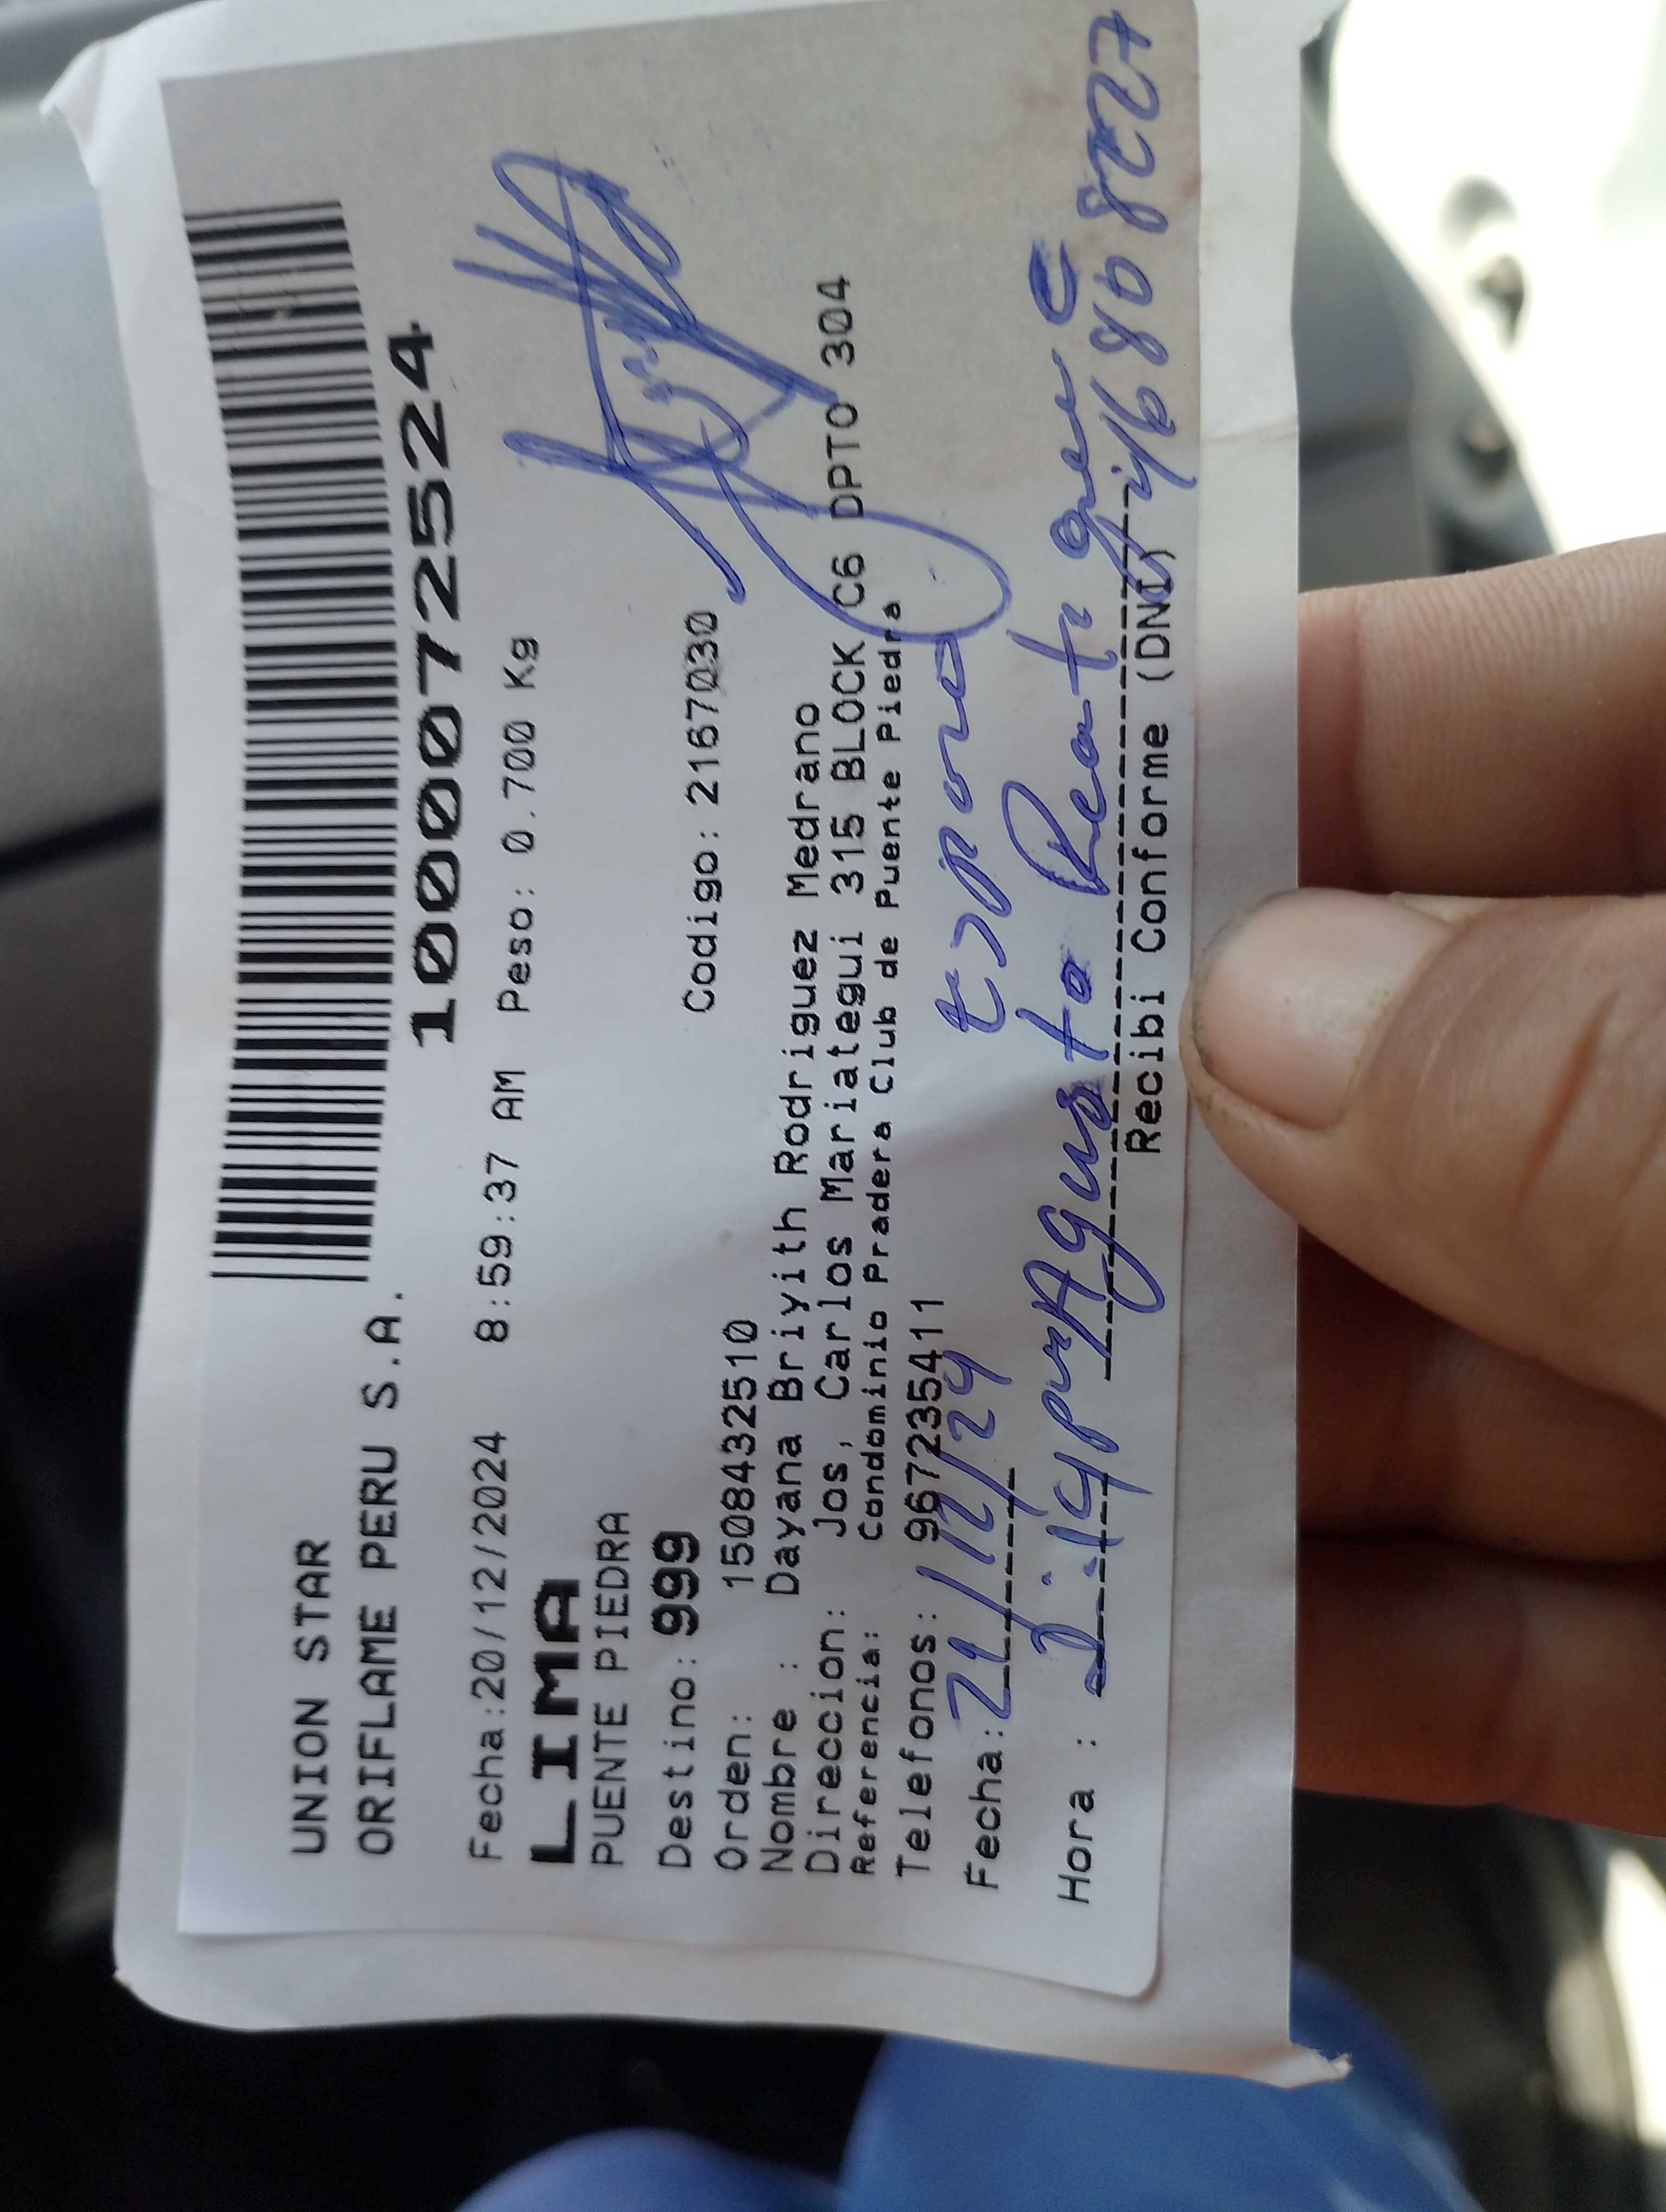 UNION STAR
ORIFLAME PERU S.A.
1000072524
Fecha:20/12/2024 8:59:37 AM Peso: 0.700 Kg
LIMA
PUENTE PIEDRA
Destino: 999
Codigo: 2167030
Orden: 1508432510
Nombre : Dayana Briyith Rodriguez Medrano
Direccion: Jos, Carlos Mariategui 315 BLOCK C6 DPTO 304
Referencia: Condominio Pradera Club de Puente Piedra
Telefonos: 967235411
Fecha: 21/12/24 esposo
Hora : Agusto
Recibi Conforme (DNI)